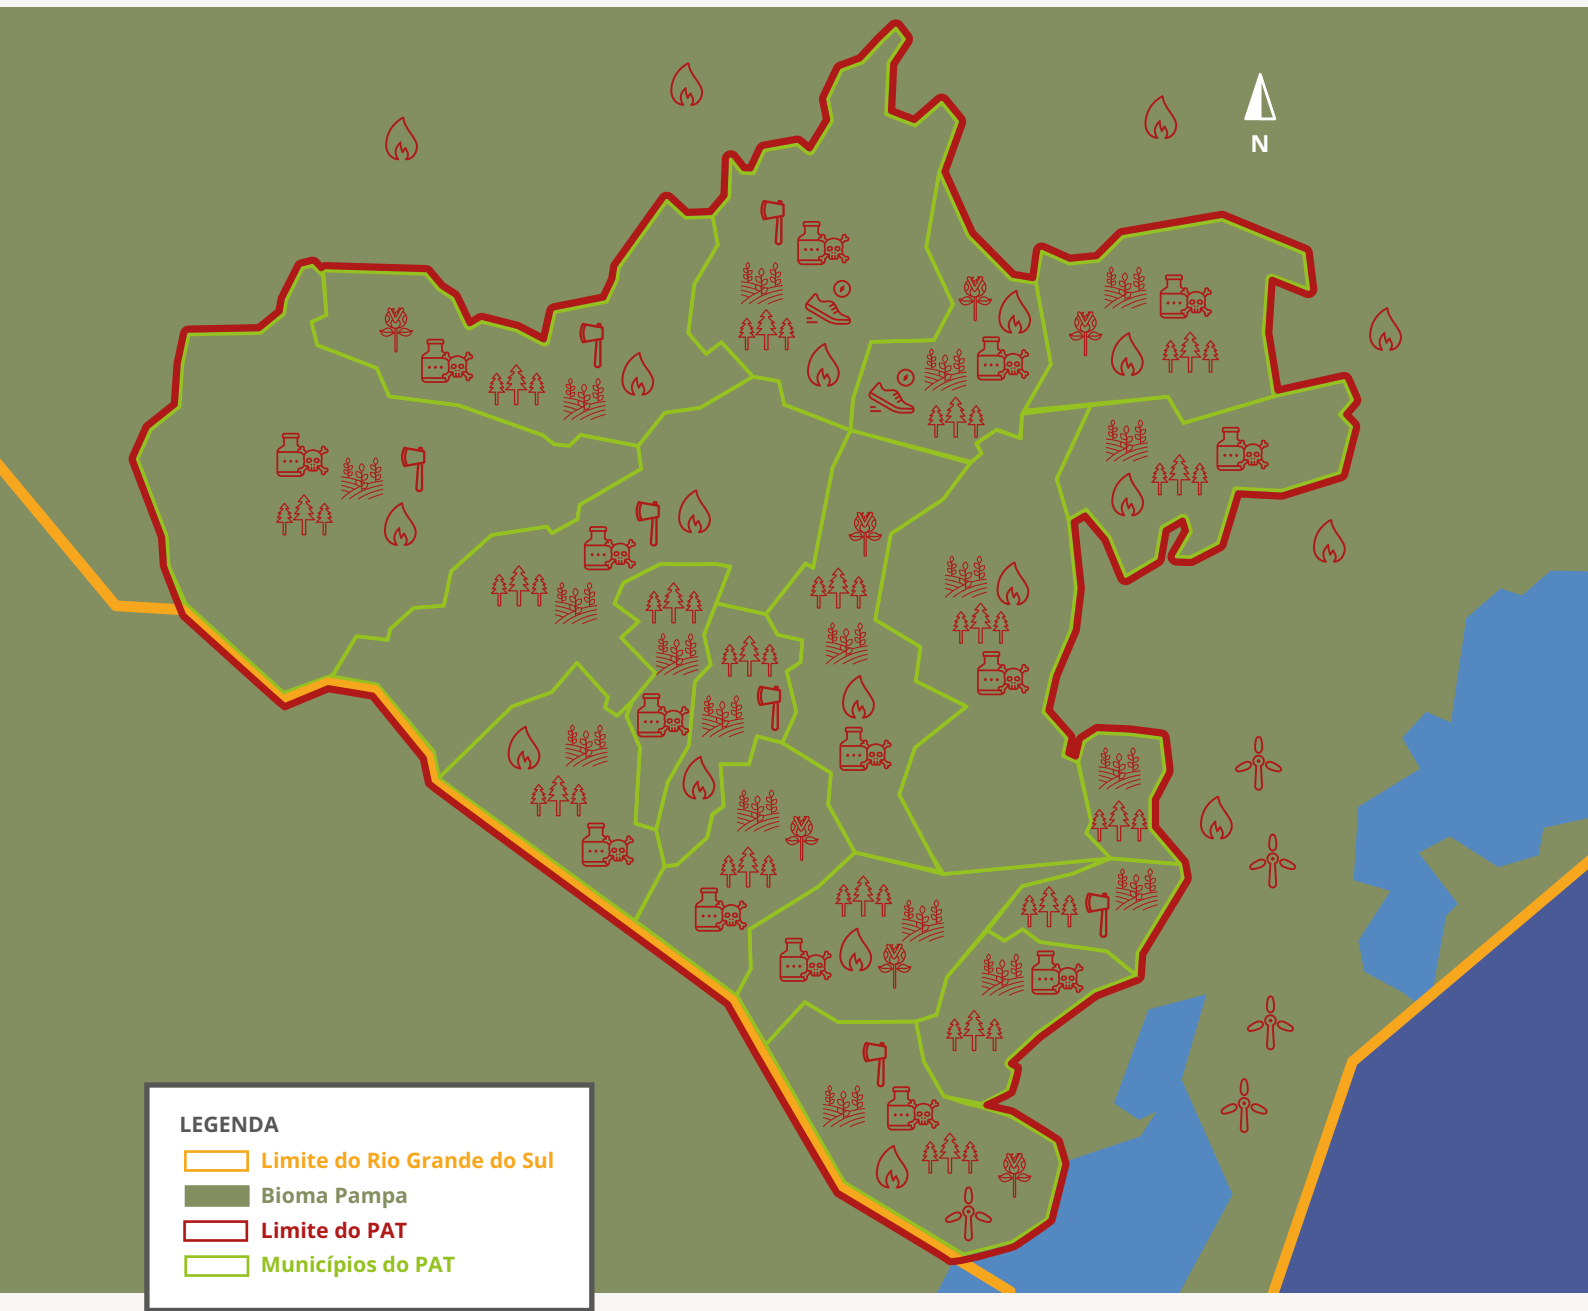 N
LEGENDA
Limite do Rio Grande do Sul
Bioma Pampa
Limite do PAT
Municípios do PAT